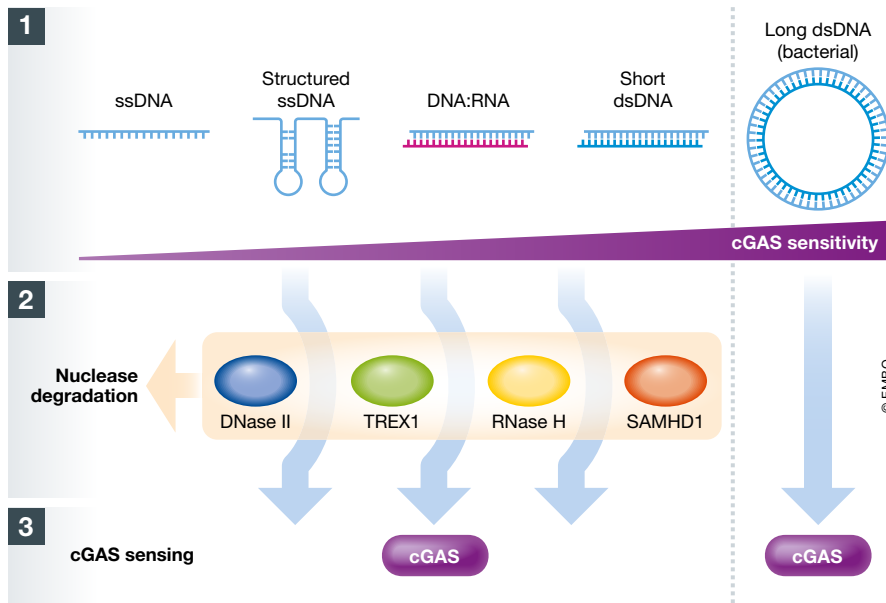 1
ssDNA
Structured
ssDNA
DNA:RNA
Short
dsDNA
Long dsDNA
(bacterial)
cGAS sensitivity
2
Nuclease
degradation
DNase II
TREX1
RNase H
SAMHD1
© EMBO
3
cGAS sensing
cGAS
cGAS